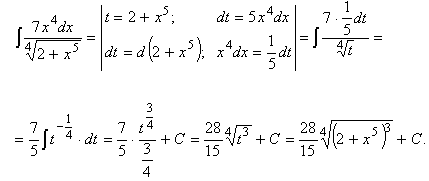 ∫ 7x⁴dx / ⁴√(2 + x⁵) = | t = 2 + x⁵; dt = 5x⁴dx | dt = d(2 + x⁵); x⁴dx = 1/5 dt | = ∫ (7 · 1/5 dt) / ⁴√t =
= 7/5 ∫ t^(-1/4) · dt = 7/5 · t^(3/4) / (3/4) + C = 28/15 ⁴√(t³) + C = 28/15 ⁴√((2 + x⁵)³) + C.